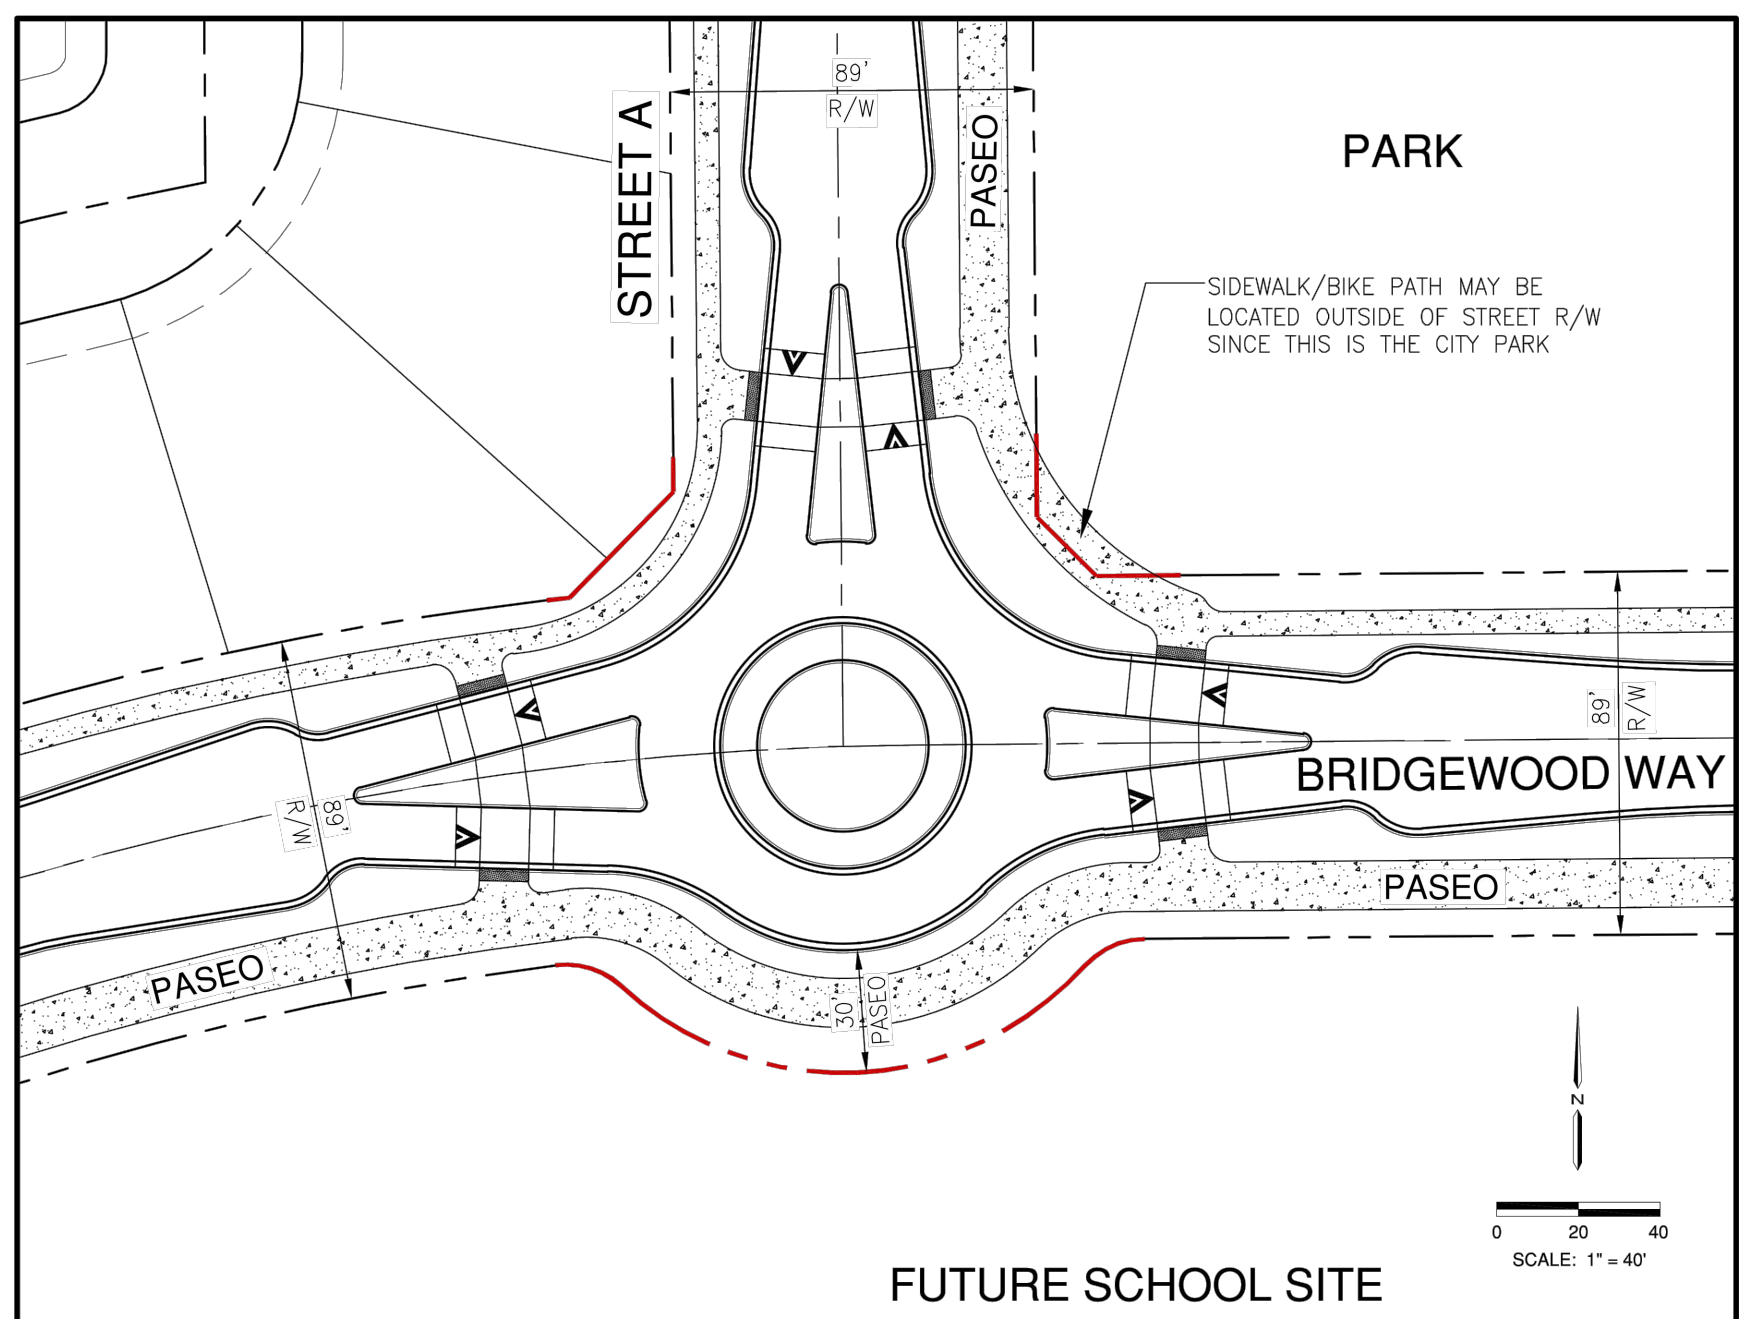 89'
R/W
STREET A
PASEO
PARK
SIDEWALK/BIKE PATH MAY BE
LOCATED OUTSIDE OF STREET R/W
SINCE THIS IS THE CITY PARK
89'
R/W
BRIDGEWOOD WAY
89'
R/W
PASEO
PASEO
30'
PASEO
N
0 20 40
SCALE: 1" = 40'
FUTURE SCHOOL SITE